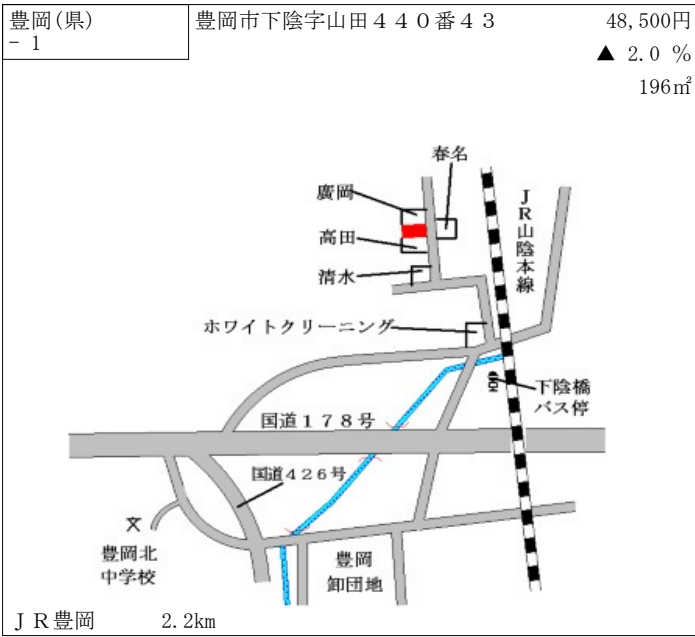 豊岡(県)
- 1
豊岡市下陰字山田４４０番４３
48,500円
▲ 2.0 %
196㎡
春名
廣岡
高田
清水
ＪＲ山陰本線
ホワイトクリーニング
下陰橋
バス停
国道１７８号
国道４２６号
文
豊岡北
中学校
豊岡
卸団地
ＪＲ豊岡 2.2km